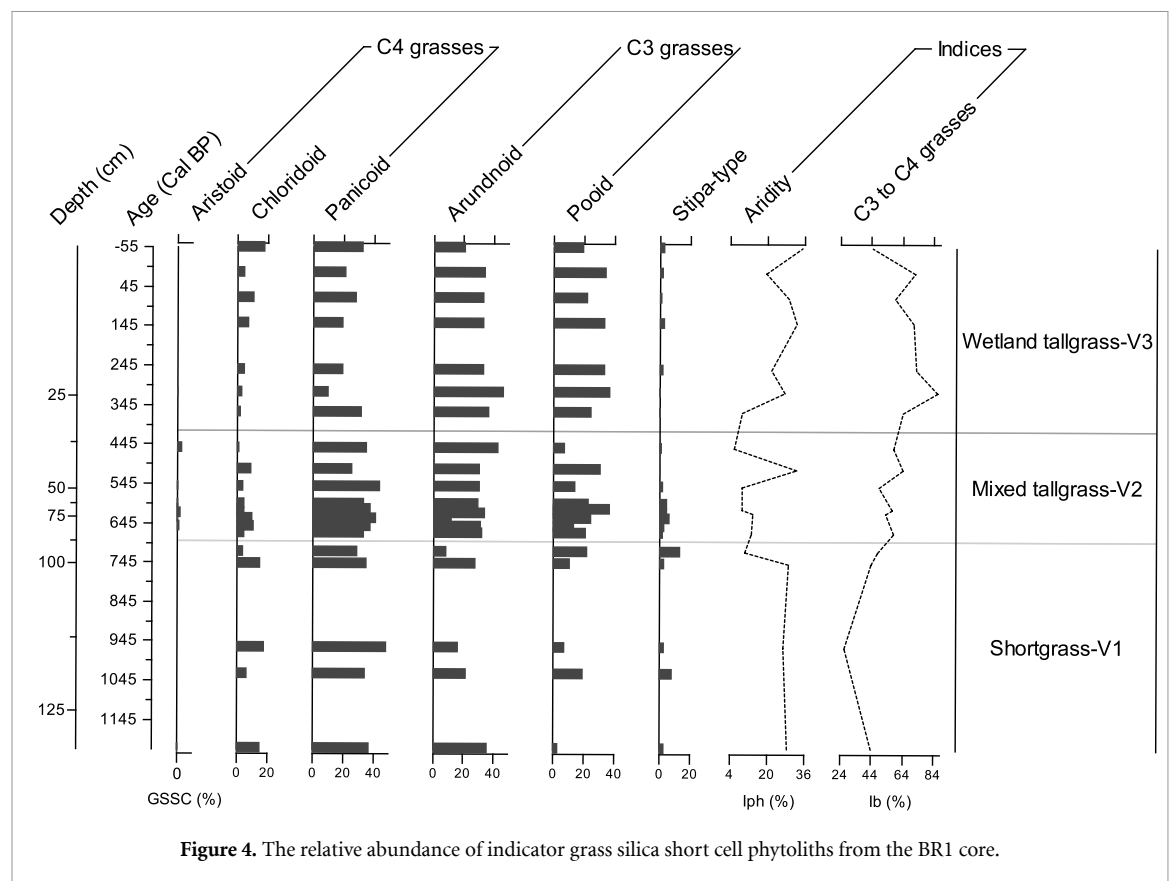 C4 grasses
C3 grasses
Indices
Depth (cm)
Age (Cal BP)
Aristoid
Chloridoid
Panicoid
Arundnoid
Pooid
Stipa-type
Aridity
C3 to C4 grasses
-55
45
145
245
345
445
545
645
745
845
945
1045
1145
25
50
75
100
125
Wetland tallgrass-V3
Mixed tallgrass-V2
Shortgrass-V1
0
0 20
0 20 40
0 20 40
0 20 40
0 20
4 20 36
24 44 64 84
GSSC (%)
Iph (%)
Ib (%)
Figure 4. The relative abundance of indicator grass silica short cell phytoliths from the BR1 core.